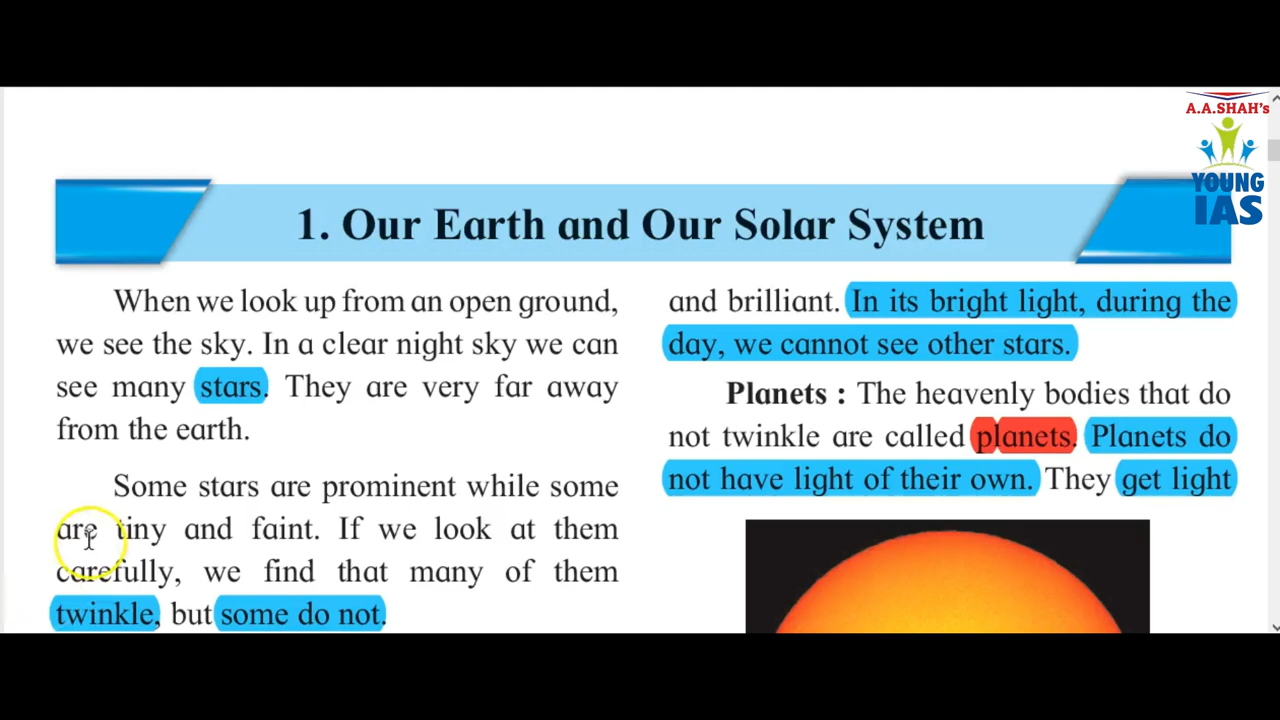 A.A.SHAH's
YOUNG
IAS
1. Our Earth and Our Solar System
When we look up from an open ground,
we see the sky. In a clear night sky we can
see many stars. They are very far away
from the earth.
Some stars are prominent while some
are tiny and faint. If we look at them
carefully, we find that many of them
twinkle, but some do not.
and brilliant. In its bright light, during the
day, we cannot see other stars.
Planets : The heavenly bodies that do
not twinkle are called planets. Planets do
not have light of their own. They get light